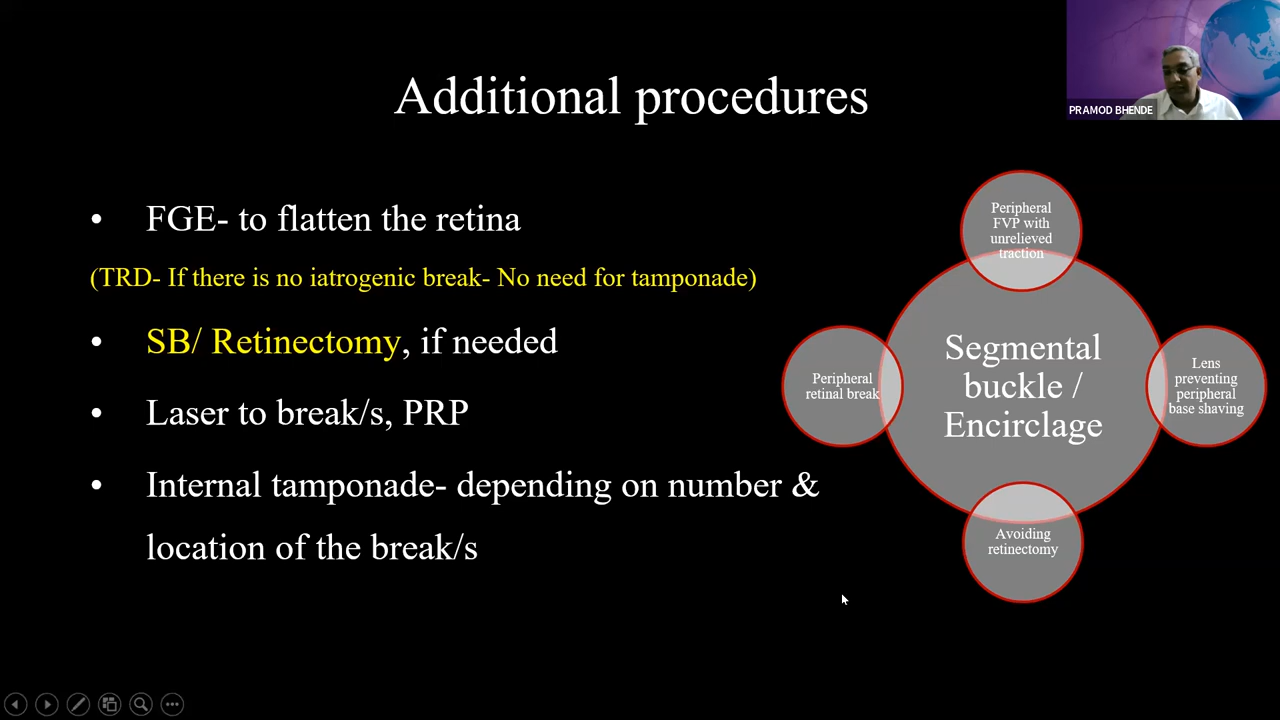 PRAMOD BHENDE
Additional procedures
• FGE- to flatten the retina
(TRD- If there is no iatrogenic break- No need for tamponade)
• SB/ Retinectomy, if needed
• Laser to break/s, PRP
• Internal tamponade- depending on number &
location of the break/s
Peripheral
FVP with
unrelieved
traction
Peripheral
retinal break
Segmental
buckle /
Encirclage
Lens
preventing
peripheral
base shaving
Avoiding
retinectomy